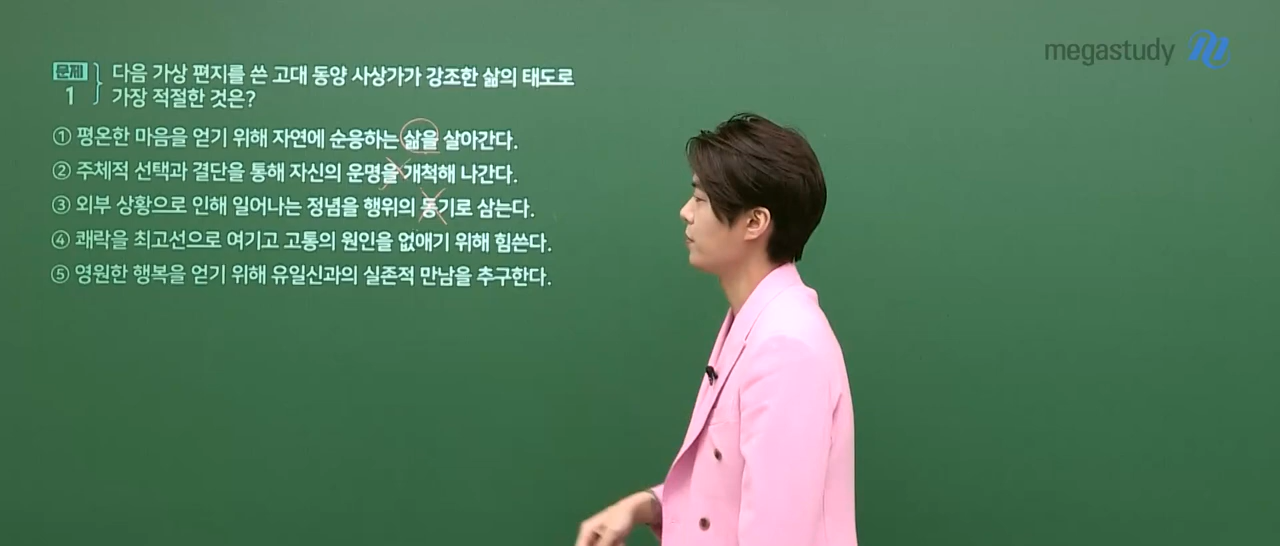 megastudy
문제 1 다음 가상 편지를 쓴 고대 동양 사상가가 강조한 삶의 태도로
가장 적절한 것은?
① 평온한 마음을 얻기 위해 자연에 순응하는 삶을 살아간다.
② 주체적 선택과 결단을 통해 자신의 운명을 개척해 나간다.
③ 외부 상황으로 인해 일어나는 정념을 행위의 동기로 삼는다.
④ 쾌락을 최고선으로 여기고 고통의 원인을 없애기 위해 힘쓴다.
⑤ 영원한 행복을 얻기 위해 유일신과의 실존적 만남을 추구한다.